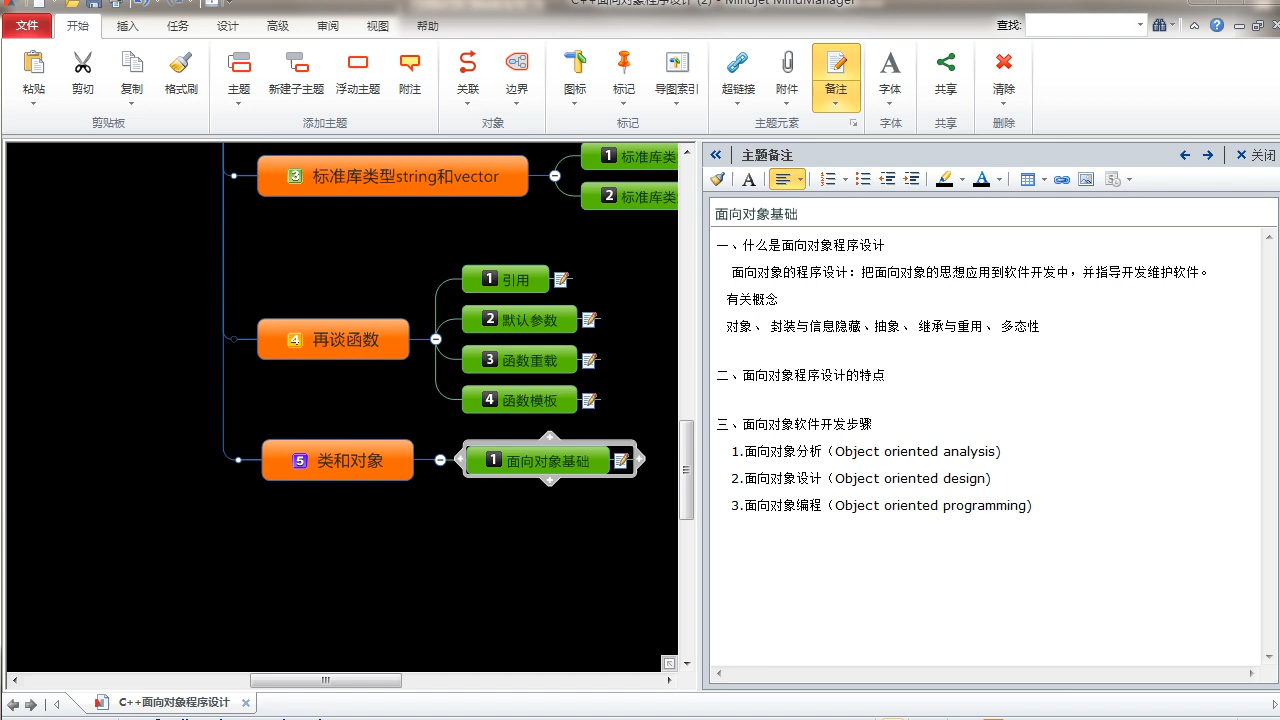 C++面向对象程序设计 (2) - Mindjet MindManager
文件 开始 插入 任务 设计 高级 审阅 视图 帮助 查找:
粘贴 剪切 复制 格式刷 主题 新建子主题 浮动主题 附注 关联 边界 图标 标记 导图索引 超链接 附件 备注 字体 共享 清除
剪贴板 添加主题 对象 标记 主题元素 字体 共享 删除
3 标准库类型string和vector
1 标准库类
2 标准库类
4 再谈函数
1 引用
2 默认参数
3 函数重载
4 函数模板
5 类和对象
1 面向对象基础
主题备注 关闭
面向对象基础
一、什么是面向对象程序设计
面向对象的程序设计：把面向对象的思路应用到软件开发中，并指导开发维护软件。
有关概念
对象、 封装与信息隐藏、抽象、 继承与重用、 多态性
二、面向对象程序设计的特点
三、面向对象软件开发步骤
1.面向对象分析（Object oriented analysis)
2.面向对象设计（Object oriented design)
3.面向对象编程（Object oriented programming)
C++面向对象程序设计